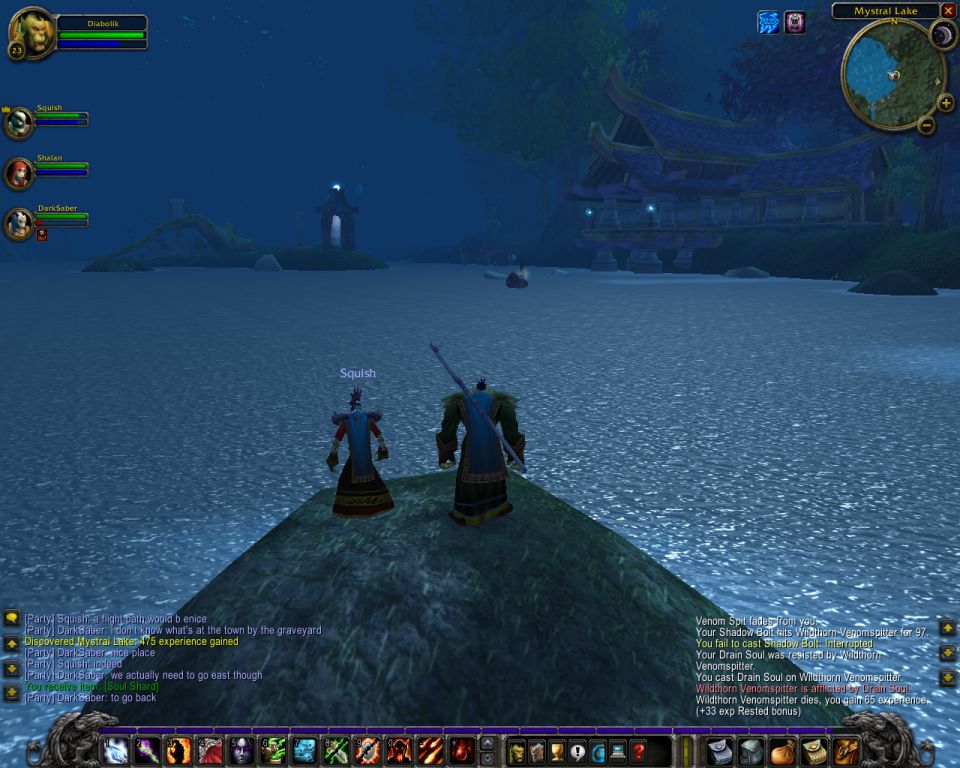 Diabolik
23
Squish
Shalan
DarkSaber
Mystral Lake
N
Squish
[Party] Squish: a flight path would b enice
[Party] DarkSaber: i don't know what's at the town by the graveyard
Discovered Mystral Lake: 475 experience gained
[Party] DarkSaber: nice place
[Party] Squish: indeed
[Party] DarkSaber: we actually need to go east though
You receive item: [Soul Shard]
[Party] DarkSaber: to go back
Venom Spit fades from you.
Your Shadow Bolt hits Wildthorn Venomspitter for 97.
You fail to cast Shadow Bolt: Interrupted
Your Drain Soul was resisted by Wildthorn
Venomspitter.
You cast Drain Soul on Wildthorn Venomspitter.
Wildthorn Venomspitter is afflicted by Drain Soul.
Wildthorn Venomspitter dies, you gain 65 experience.
(+33 exp Rested bonus)